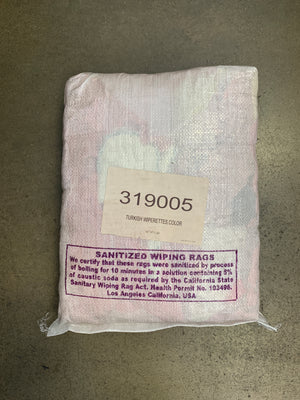 319005
TURKISH WIPERETTES COLOR
SANITIZED WIPING RAGS
We certify that these rags were sanitized by process
of boiling for 10 minutes in a solution containing 5%
of caustic soda as required by the California State
Sanitary Wiping Rag Act. Health Permit No. 103498.
Los Angeles California. USA